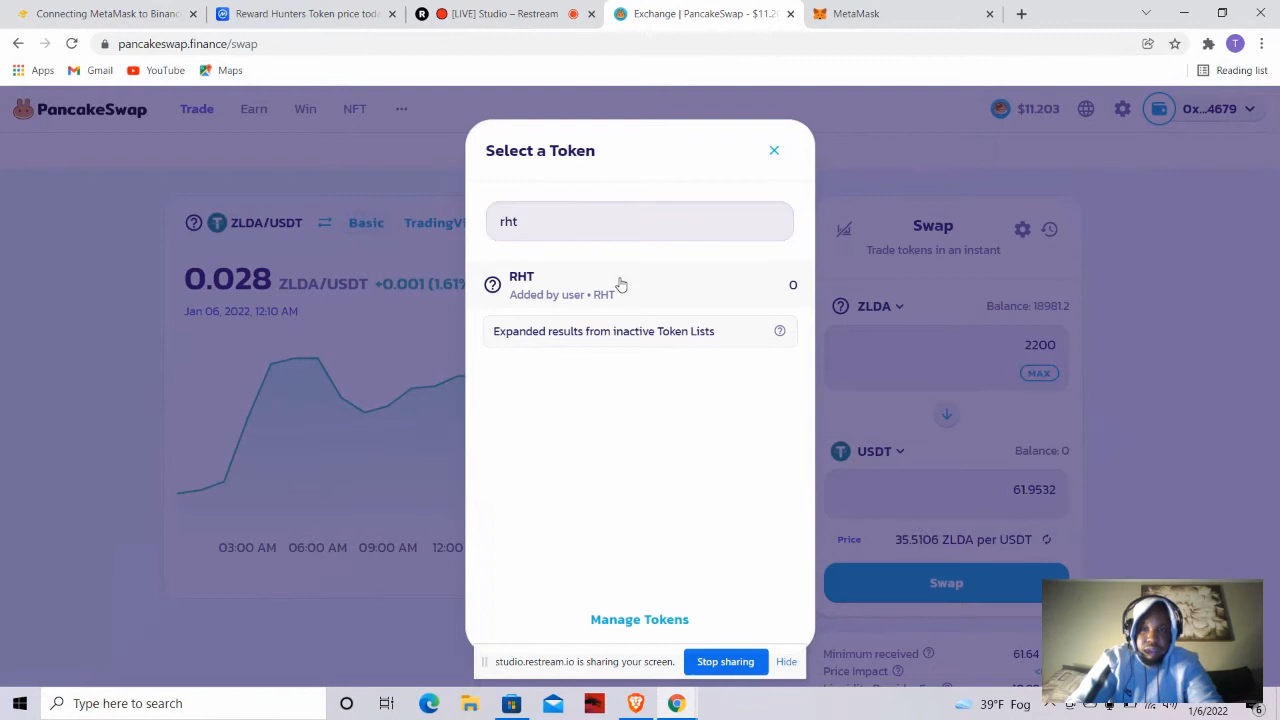 Connecting MetaMask to Binance
Reward Hunters Token price toda
[LIVE] Studio – Restream
Exchange | PancakeSwap - $11.20
MetaMask
pancakeswap.finance/swap
T
Apps
Gmail
YouTube
Maps
Reading list
PancakeSwap
Trade
Earn
Win
NFT
$11.203
0x...4679
Select a Token
rht
RHT
Added by user • RHT
0
Expanded results from inactive Token Lists
Manage Tokens
ZLDA/USDT
Basic
TradingVi
0.028
ZLDA/USDT
+0.001 (1.61%
Jan 06, 2022, 12:10 AM
03:00 AM
06:00 AM
09:00 AM
12:00
Swap
Trade tokens in an instant
ZLDA
Balance: 18981.2
2200
MAX
USDT
Balance: 0
61.9532
Price
35.5106 ZLDA per USDT
Swap
Minimum received
61.64
Price Impact
studio.restream.io is sharing your screen.
Stop sharing
Hide
Type here to search
39°F Fog
1/6/2022